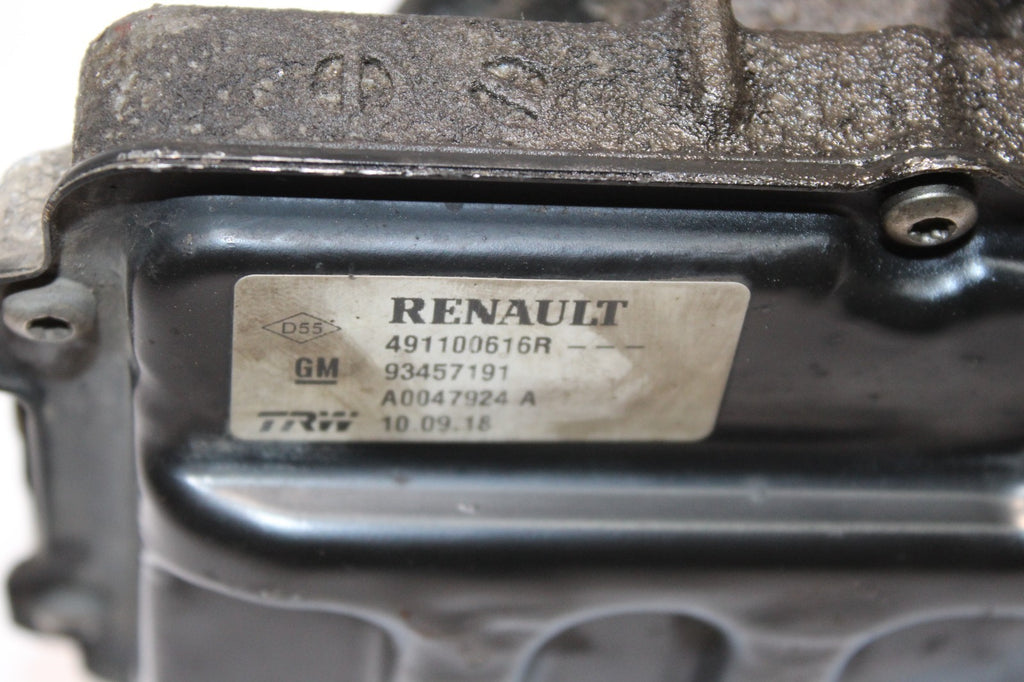 RENAULT
D55
491100616R ---
GM 93457191
A0047924 A
TRW 10.09.18